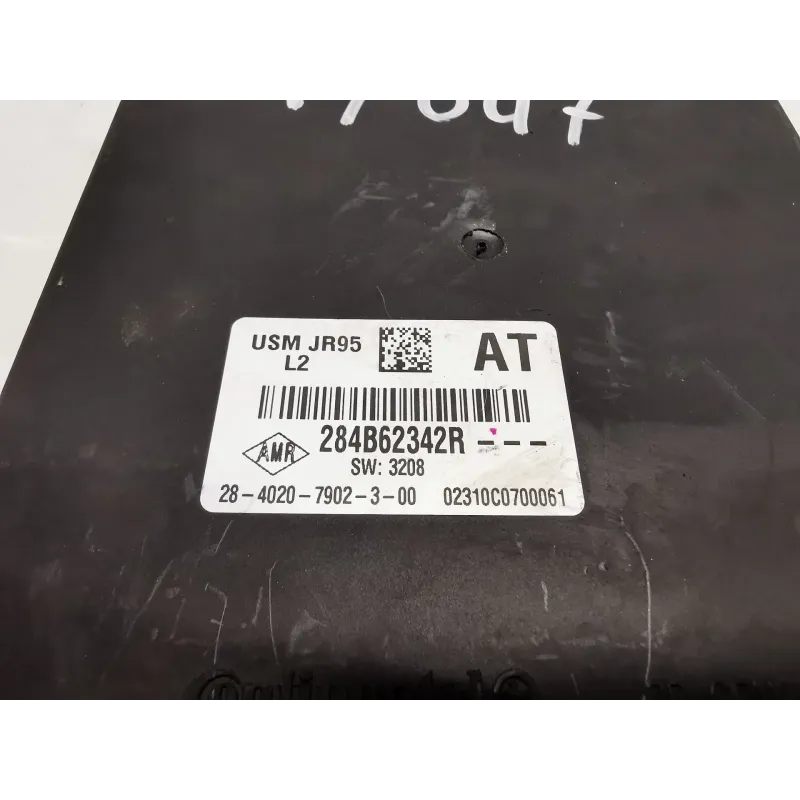 USM JR95
L2
AT
AMR
284B62342R - - -
SW: 3208
28-4020-7902-3-00 02310C0700061